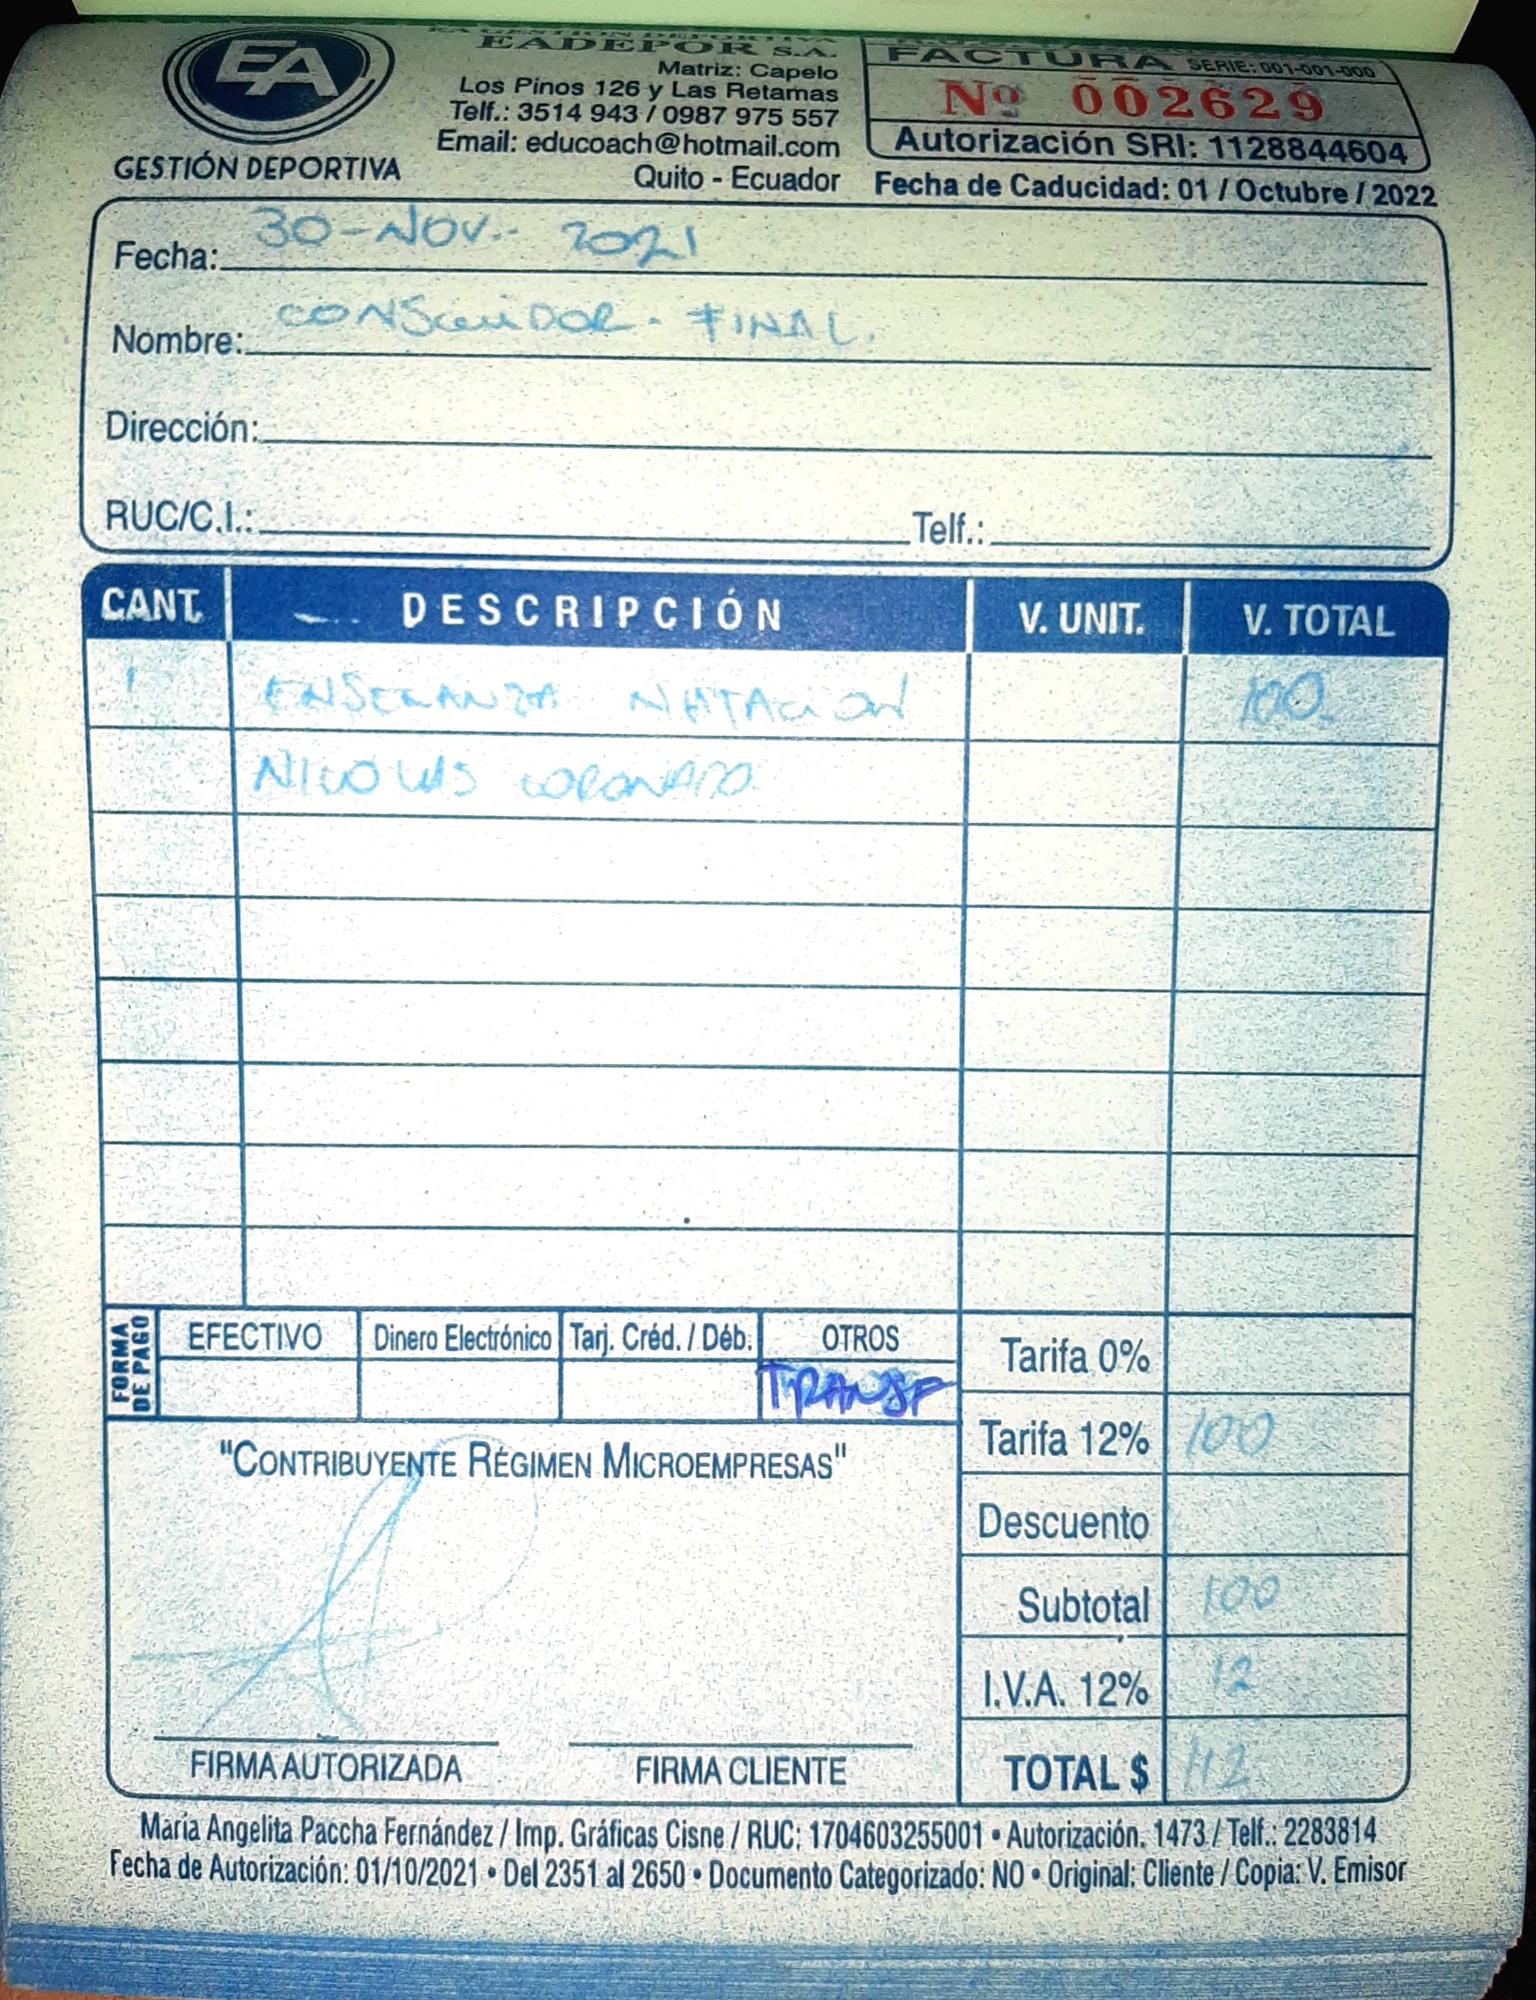 EA
GESTIÓN DEPORTIVA
EA GESTIÓN DEPORTIVA
EADEPOR S.A.
Matriz: Capelo
Los Pinos 126 y Las Retamas
Telf.: 3514 943 / 0987 975 557
Email: educoach@hotmail.com
Quito - Ecuador
FACTURA SERIE: 001-001-000
Nº 002629
Autorización SRI: 1128844604
Fecha de Caducidad: 01 / Octubre / 2022
Fecha: 30-NOV.- 2021
Nombre: CONSUMIDOR - FINAL.
Dirección:
RUC/C.I.: Telf.:
CANT. DESCRIPCIÓN V. UNIT. V. TOTAL
1 ENSEÑANZA NATACION 100.
NICOLAS CORONADO.
FORMA DE PAGO
EFECTIVO Dinero Electrónico Tarj. Créd. / Déb. OTROS
TRANSF
Tarifa 0%
Tarifa 12% 100
"CONTRIBUYENTE RÉGIMEN MICROEMPRESAS"
Descuento
Subtotal 100
I.V.A. 12% 12
TOTAL $ 112
FIRMA AUTORIZADA FIRMA CLIENTE
María Angelita Paccha Fernández / Imp. Gráficas Cisne / RUC: 1704603255001 • Autorización. 1473 / Telf.: 2283814
Fecha de Autorización: 01/10/2021 • Del 2351 al 2650 • Documento Categorizado: NO • Original: Cliente / Copia: V. Emisor